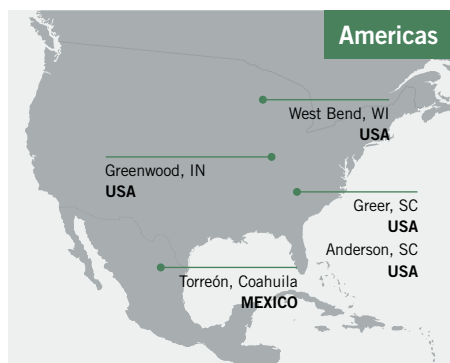 Americas
West Bend, WI
USA
Greenwood, IN
USA
Greer, SC
USA
Anderson, SC
USA
Torreón, Coahuila
MEXICO